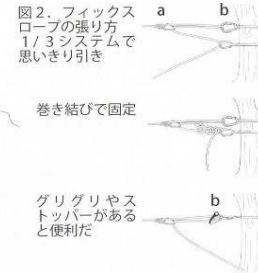 図2. フィックス
ロープの張り方
1/3システムで
思いきり引き
a b
巻き結びで固定
グリグリやス
トッパーがある
と便利だ
b